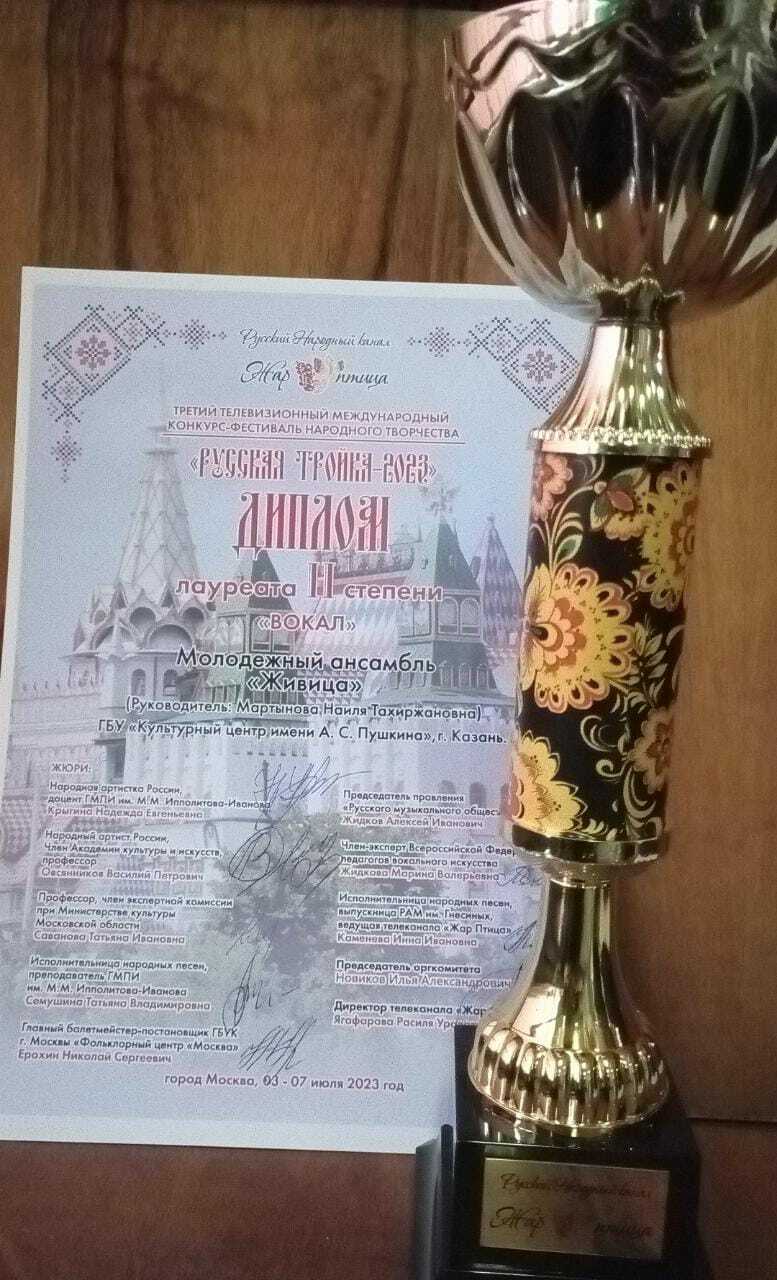 Русский Народный канал
Жар птица
ТРЕТИЙ ТЕЛЕВИЗИОННЫЙ МЕЖДУНАРОДНЫЙ
КОНКУРС-ФЕСТИВАЛЬ НАРОДНОГО ТВОРЧЕСТВА
«РУССКАЯ ТРОЙКА-2023»
ДИПЛОМ
лауреата II степени
«ВОКАЛ»
Молодежный ансамбль
«Живица»
(Руководитель: Мартынова Наиля Тахиржановна)
ГБУ «Культурный центр имени А. С. Пушкина», г. Казань.
ЖЮРИ:
Народная артистка России,
доцент ГМПИ им. М.М. Ипполитова-Иванова
Крыгина Надежда Евгеньевна
Народный артист России,
Член Академии культуры и искусств,
профессор
Овсянников Василий Петрович
Профессор, член экспертной комиссии
при Министерстве культуры
Московской области
Саванова Татьяна Ивановна
Исполнительница народных песен,
преподаватель ГМПИ
им. М.М. Ипполитова-Иванова
Семушина Татьяна Владимировна
Главный балетмейстер-постановщик ГБУК
г. Москвы «Фольклорный центр «Москва»
Ерохин Николай Сергеевич
Председатель правления
«Русского музыкального общес
Жидков Алексей Иванович
Член-эксперт Всероссийской Федер
педагогов вокального искусства
Жидкова Марина Валерьевна
Исполнительница народных песен,
выпускница РАМ им. Гнесиных,
ведущая телеканала «Жар Птица»
Каменева Инна Ивановна
Председатель оргкомитета
Новиков Илья Александрович
Директор телеканала «Жар
Ягафарова Расиля
город Москва, 03 - 07 июля 2023 год
Русский Народный канал
Жар птица